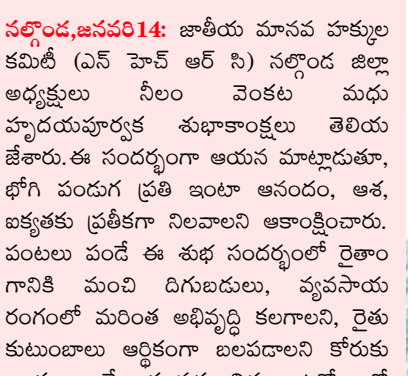 నల్గొండ,జనవరి14: జాతీయ మానవ హక్కుల
కమిటీ (ఎన్ హెచ్ ఆర్ సి) నల్గొండ జిల్లా
అధ్యక్షులు నీలం వెంకట మధు
హృదయపూర్వక శుభాకాంక్షలు తెలియ
జేశారు.ఈ సందర్భంగా ఆయన మాట్లాడుతూ,
భోగి పండుగ ప్రతి ఇంటా ఆనందం, ఆశ,
ఐక్యతకు ప్రతీకగా నిలవాలని ఆకాంక్షించారు.
పంటలు పండే ఈ శుభ సందర్భంలో రైతాం
గానికి మంచి దిగుబడులు, వ్యవసాయ
రంగంలో మరింత అభివృద్ధి కలగాలని, రైతు
కుటుంబాలు ఆర్థికంగా బలపడాలని కోరుకు